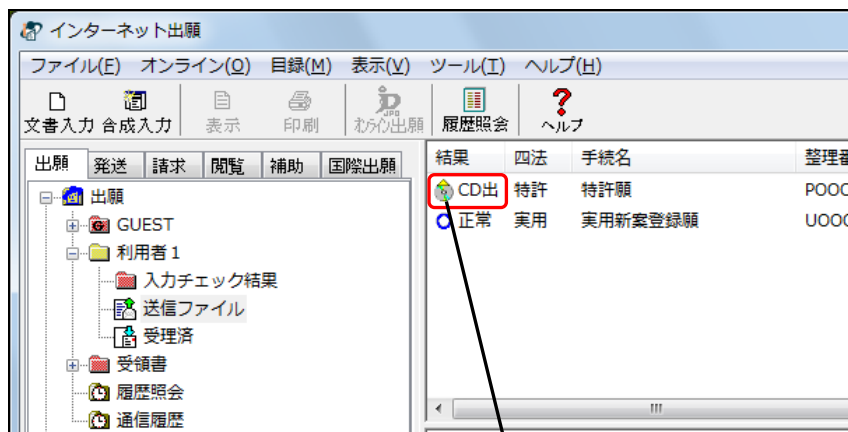 インターネット出願
ファイル(F) オンライン(O) 目録(M) 表示(V) ツール(T) ヘルプ(H)
文書入力 合成入力 表示 印刷 オンライン出願 履歴照会 ヘルプ
出願 発送 請求 閲覧 補助 国際出願
結果 四法 手続名 整理番
CD出 特許 特許願 POOO
正常 実用 実用新案登録願 UOOO
出願
GUEST
利用者1
入力チェック結果
送信ファイル
受理済
受領書
履歴照会
通信履歴